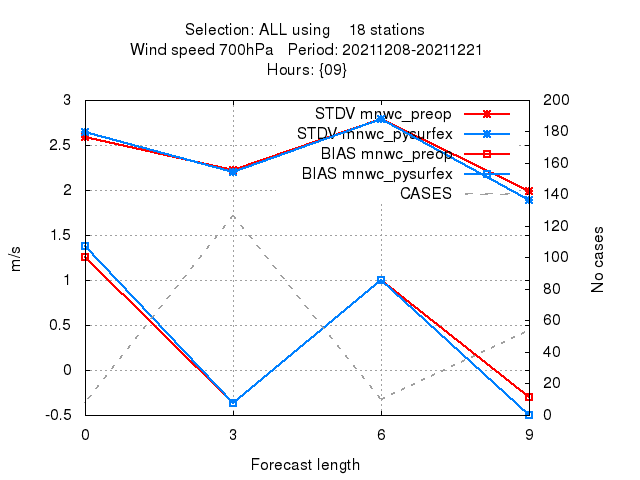 Selection: ALL using 18 stations
Wind speed 700hPa Period: 20211208-20211221
Hours: {09}
3
2.5
2
1.5
1
0.5
0
-0.5
m/s
STDV mnwc_preop
STDV mnwc_pysurfex
BIAS mnwc_preop
BIAS mnwc_pysurfex
CASES
200
180
160
140
120
100
80
60
40
20
0
No cases
0 3 6 9
Forecast length